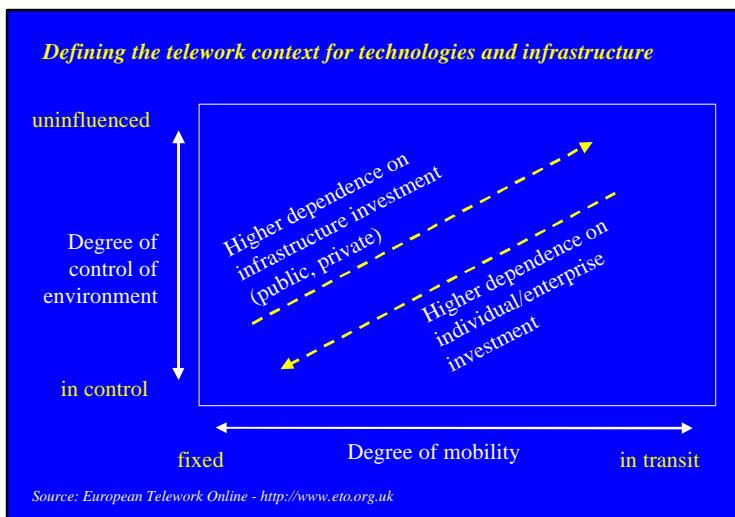 Defining the telework context for technologies and infrastructure
uninfluenced
Higher dependence on
infrastructure investment
(public, private)
Degree of
control of
environment
Higher dependence on
individual/enterprise
investment
in control
fixed
Degree of mobility
in transit
Source: European Telework Online - http://www.eto.org.uk